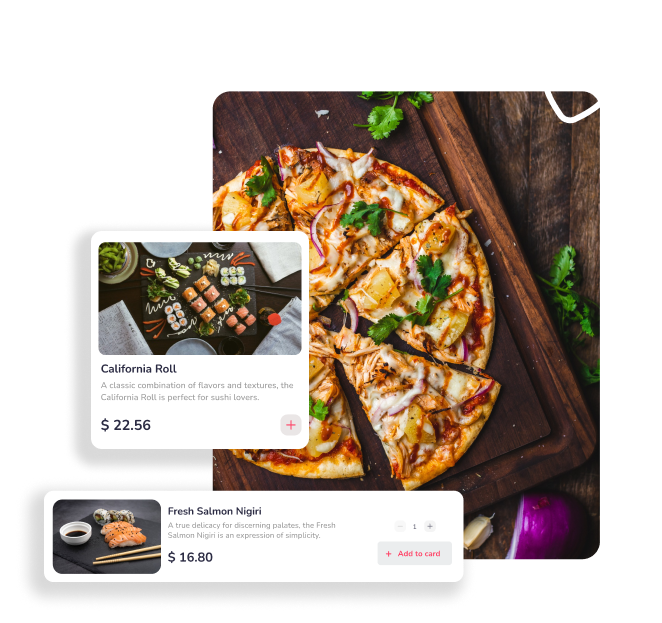 California Roll
A classic combination of flavors and textures, the
California Roll is perfect for sushi lovers.
$ 22.56
+
Fresh Salmon Nigiri
A true delicacy for discerning palates, the Fresh
Salmon Nigiri is an expression of simplicity.
$ 16.80
− 1 +
+ Add to card